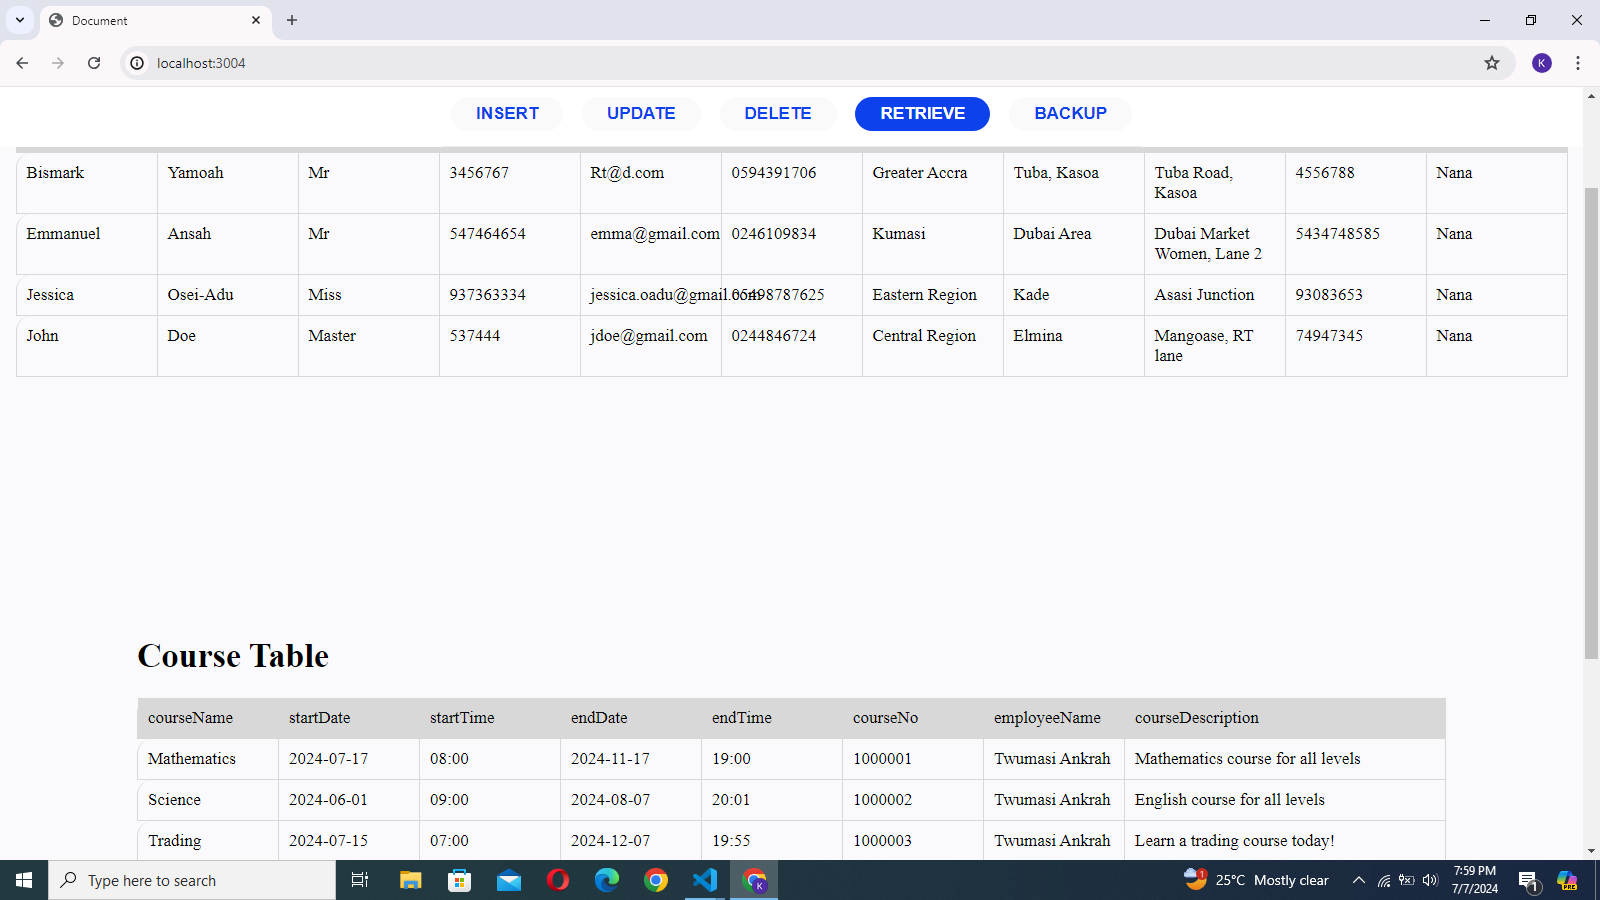 Document
localhost:3004
K
INSERT UPDATE DELETE RETRIEVE BACKUP
Bismark Yamoah Mr 3456767 Rt@d.com 0594391706 Greater Accra Tuba, Kasoa Tuba Road, Kasoa 4556788 Nana
Emmanuel Ansah Mr 547464654 emma@gmail.com 0246109834 Kumasi Dubai Area Dubai Market Women, Lane 2 5434748585 Nana
Jessica Osei-Adu Miss 937363334 jessica.oadu@gmail.com 05498787625 Eastern Region Kade Asasi Junction 93083653 Nana
John Doe Master 537444 jdoe@gmail.com 0244846724 Central Region Elmina Mangoase, RT lane 74947345 Nana
Course Table
courseName startDate startTime endDate endTime courseNo employeeName courseDescription
Mathematics 2024-07-17 08:00 2024-11-17 19:00 1000001 Twumasi Ankrah Mathematics course for all levels
Science 2024-06-01 09:00 2024-08-07 20:01 1000002 Twumasi Ankrah English course for all levels
Trading 2024-07-15 07:00 2024-12-07 19:55 1000003 Twumasi Ankrah Learn a trading course today!
Type here to search
K
1
25°C Mostly clear
7:59 PM
7/7/2024
1
PRE